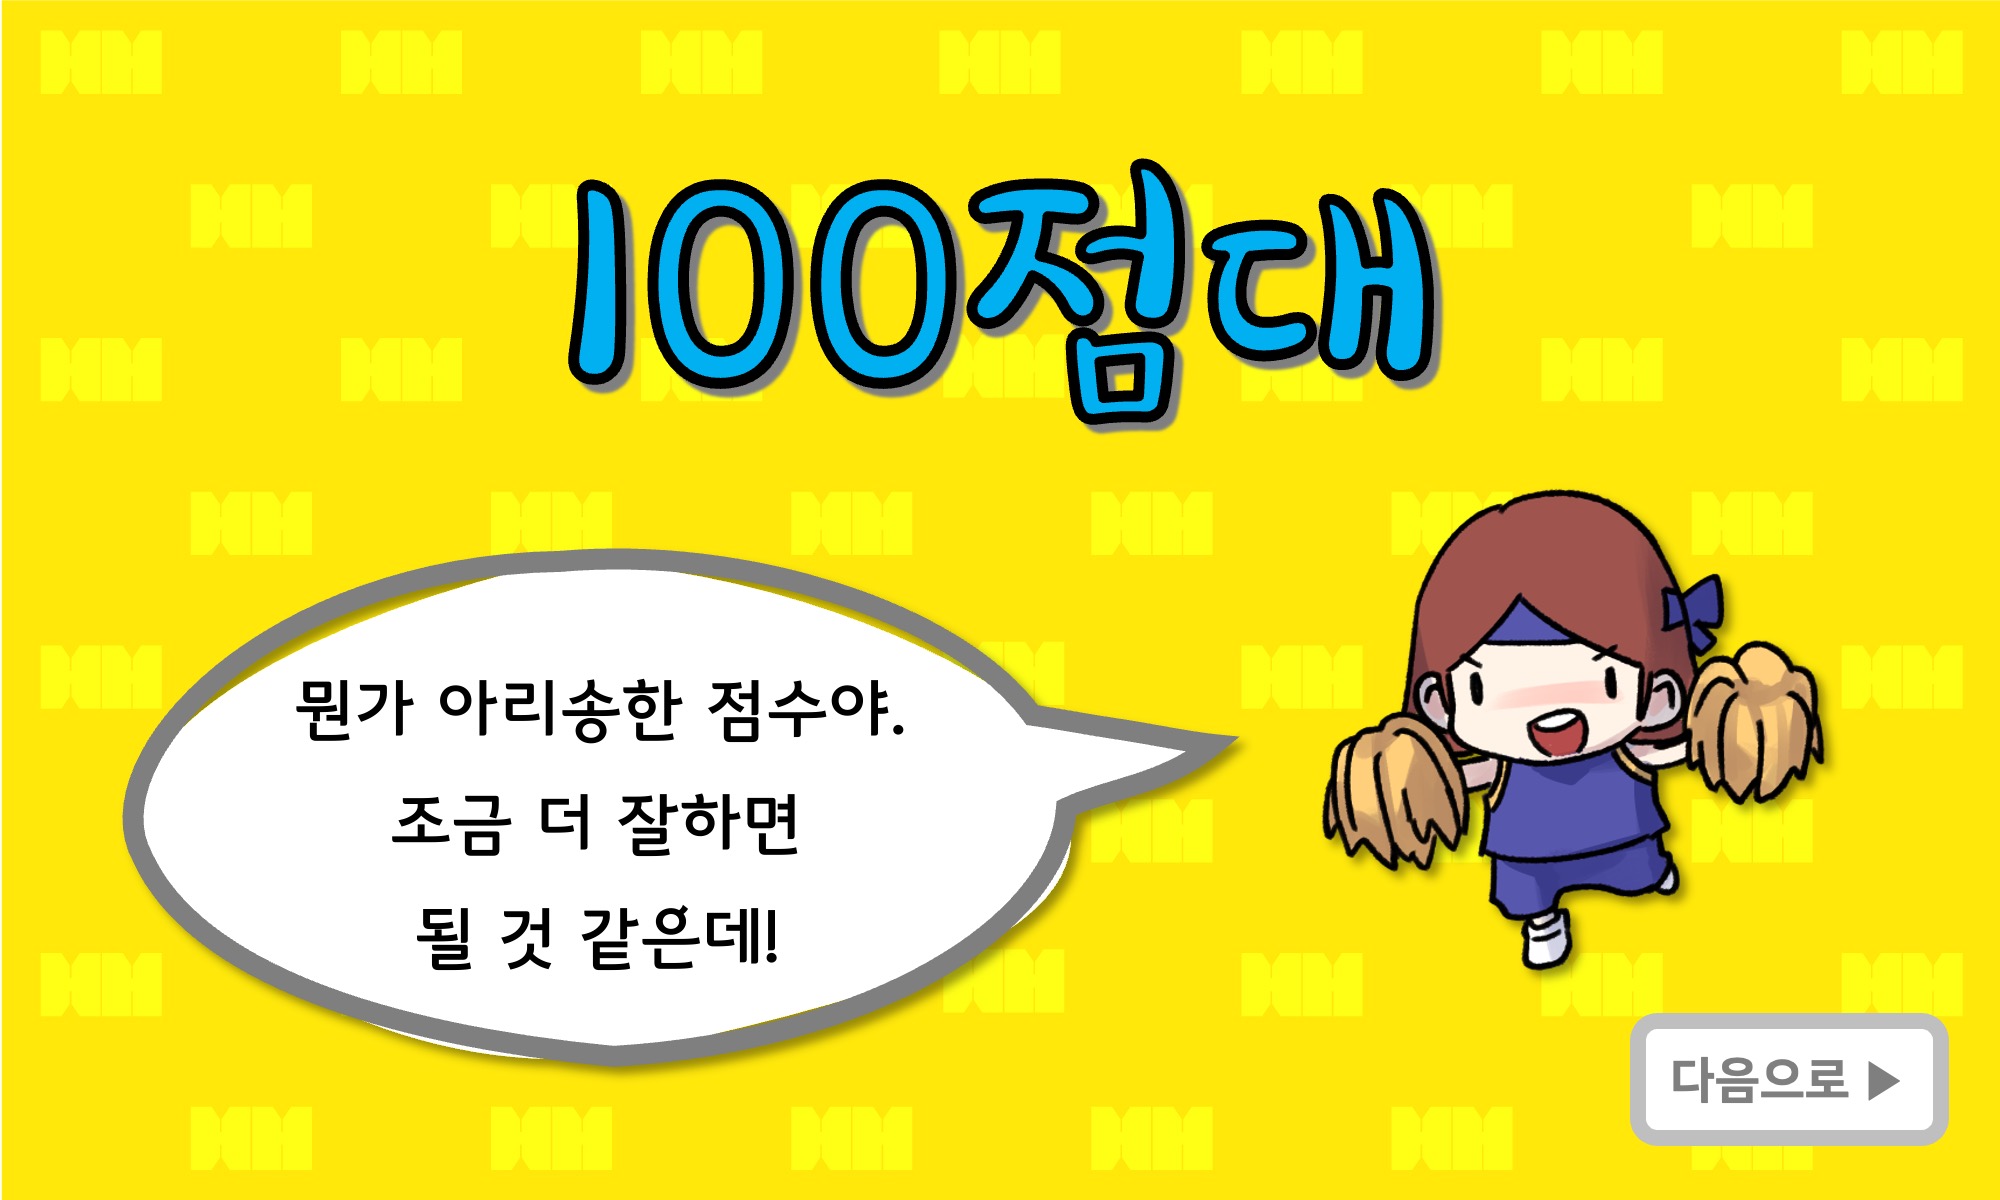 100점대
뭔가 아리송한 점수야.
조금 더 잘하면
될 것 같은데!
다음으로 ▶